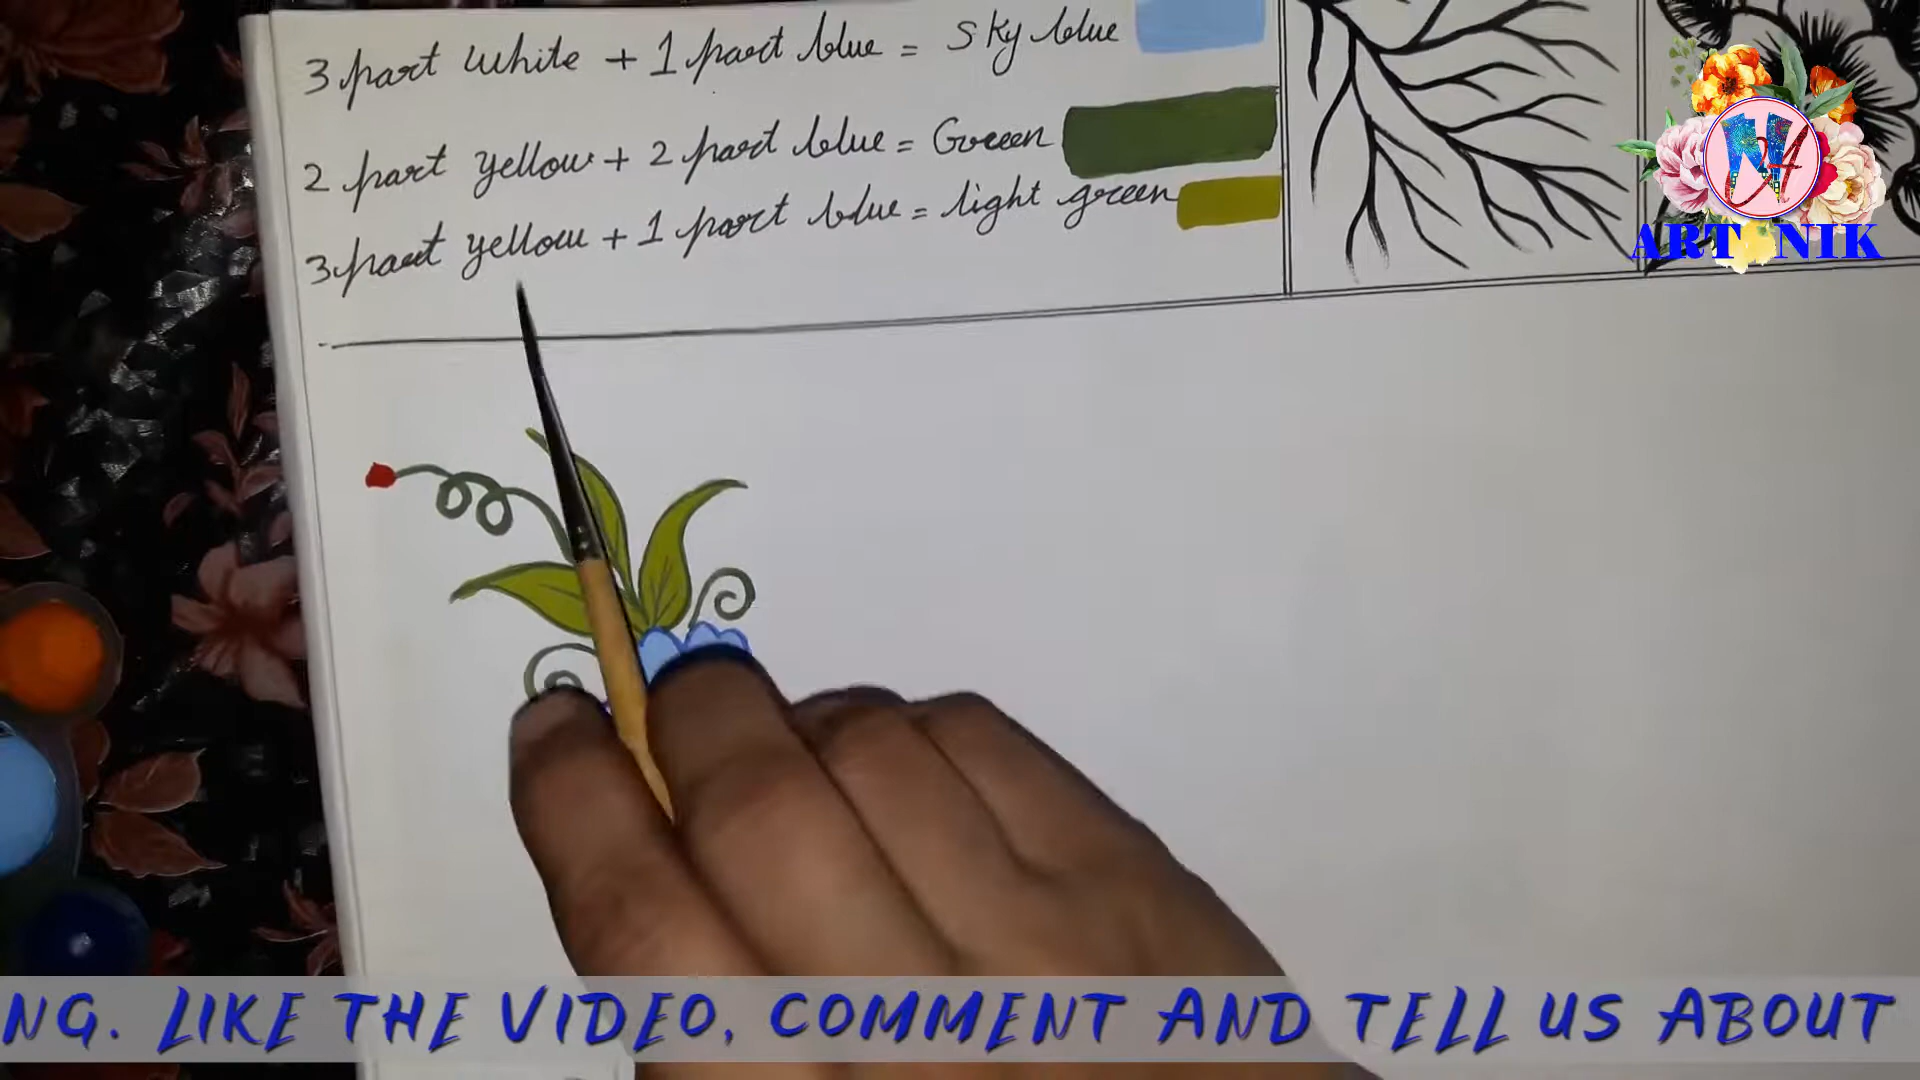 3 part white + 1 part blue = Sky blue
2 part yellow + 2 part blue = Green
3 part yellow + 1 part blue = light green
ART NIK
NG. LIKE THE VIDEO, COMMENT AND TELL US ABOUT